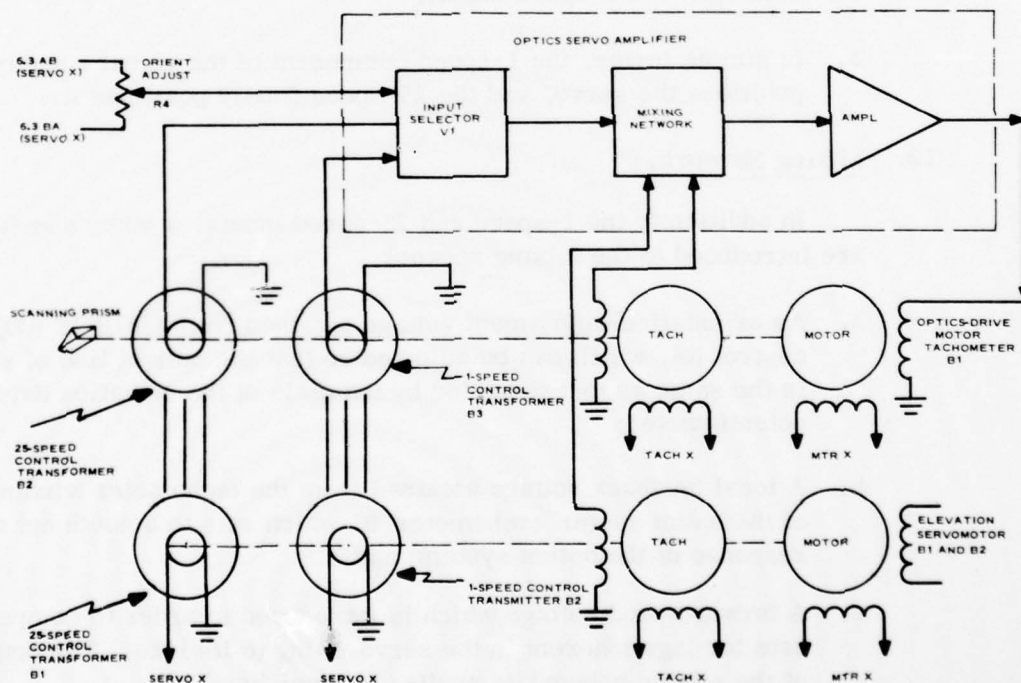 OPTICS SERVO AMPLIFIER
6.3 AB
(SERVO X)
ORIENT
ADJUST
R4
6.3 BA
(SERVO X)
INPUT
SELECTOR
V1
MIXING
NETWORK
AMPL
SCANNING PRISM
25-SPEED
CONTROL
TRANSFORMER
B2
1-SPEED
CONTROL
TRANSFORMER
B3
TACH
MOTOR
OPTICS-DRIVE
MOTOR
TACHOMETER
B1
TACH X
MTR X
TACH
MOTOR
ELEVATION
SERVOMOTOR
B1 AND B2
1-SPEED CONTROL
TRANSMITTER B2
25-SPEED
CONTROL
TRANSFORMER
B1
SERVO X
SERVO X
TACH X
MTR X